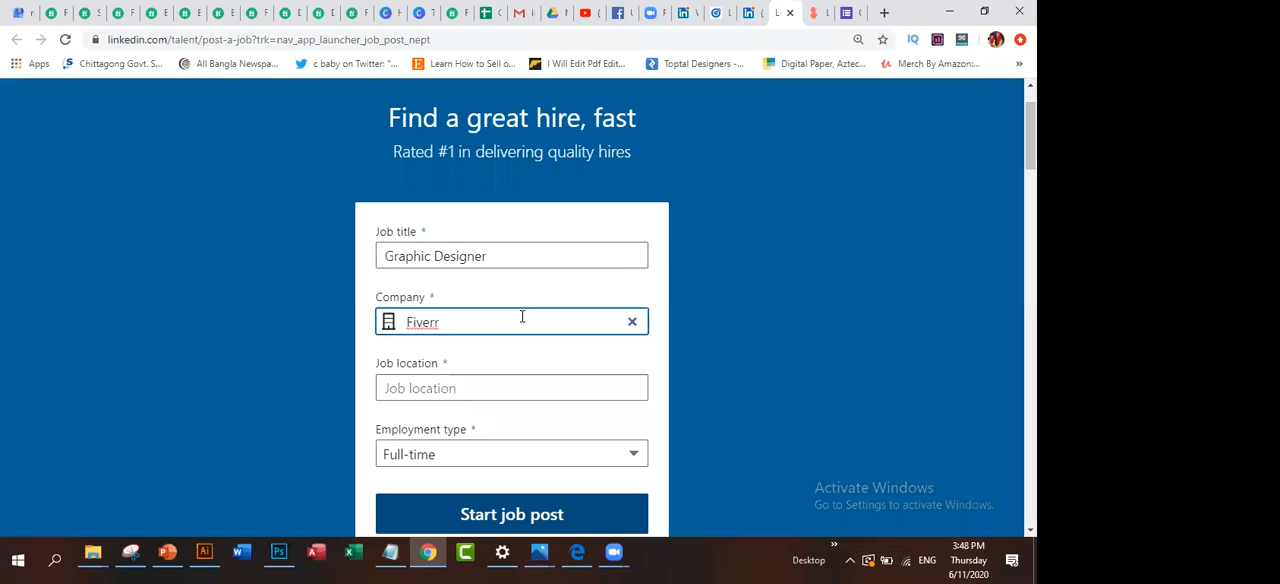 linkedin.com/talent/post-a-job?trk=nav_app_launcher_job_post_nept
Apps
Chittagong Govt. S...
All Bangla Newspa...
c baby on Twitter: "...
Learn How to Sell o...
I Will Edit Pdf Edit...
Toptal Designers -...
Digital Paper, Aztec...
Merch By Amazon:...
»
Find a great hire, fast
Rated #1 in delivering quality hires
Job title *
Graphic Designer
Company *
Fiverr
Job location *
Job location
Employment type *
Full-time
Start job post
Activate Windows
Go to Settings to activate Windows.
Desktop
ENG
3:48 PM
Thursday
6/11/2020